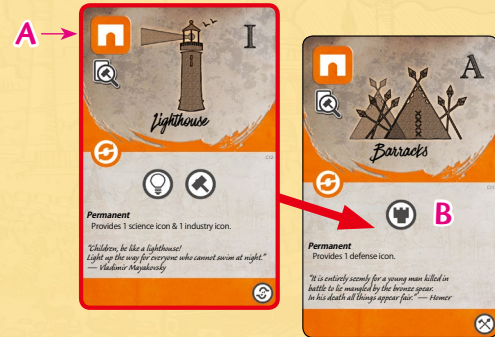 A
I
Lighthouse
C12
Permanent
Provides 1 science icon & 1 industry icon.
"Children, be like a lighthouse!
Light up the way for everyone who cannot swim at night."
— Vladimir Mayakovsky
A
Barracks
B
Permanent
Provides 1 defense icon.
"It is entirely seemly for a young man killed in
battle to lie mangled by the bronze spear.
In his death all things appear fair." — Homer